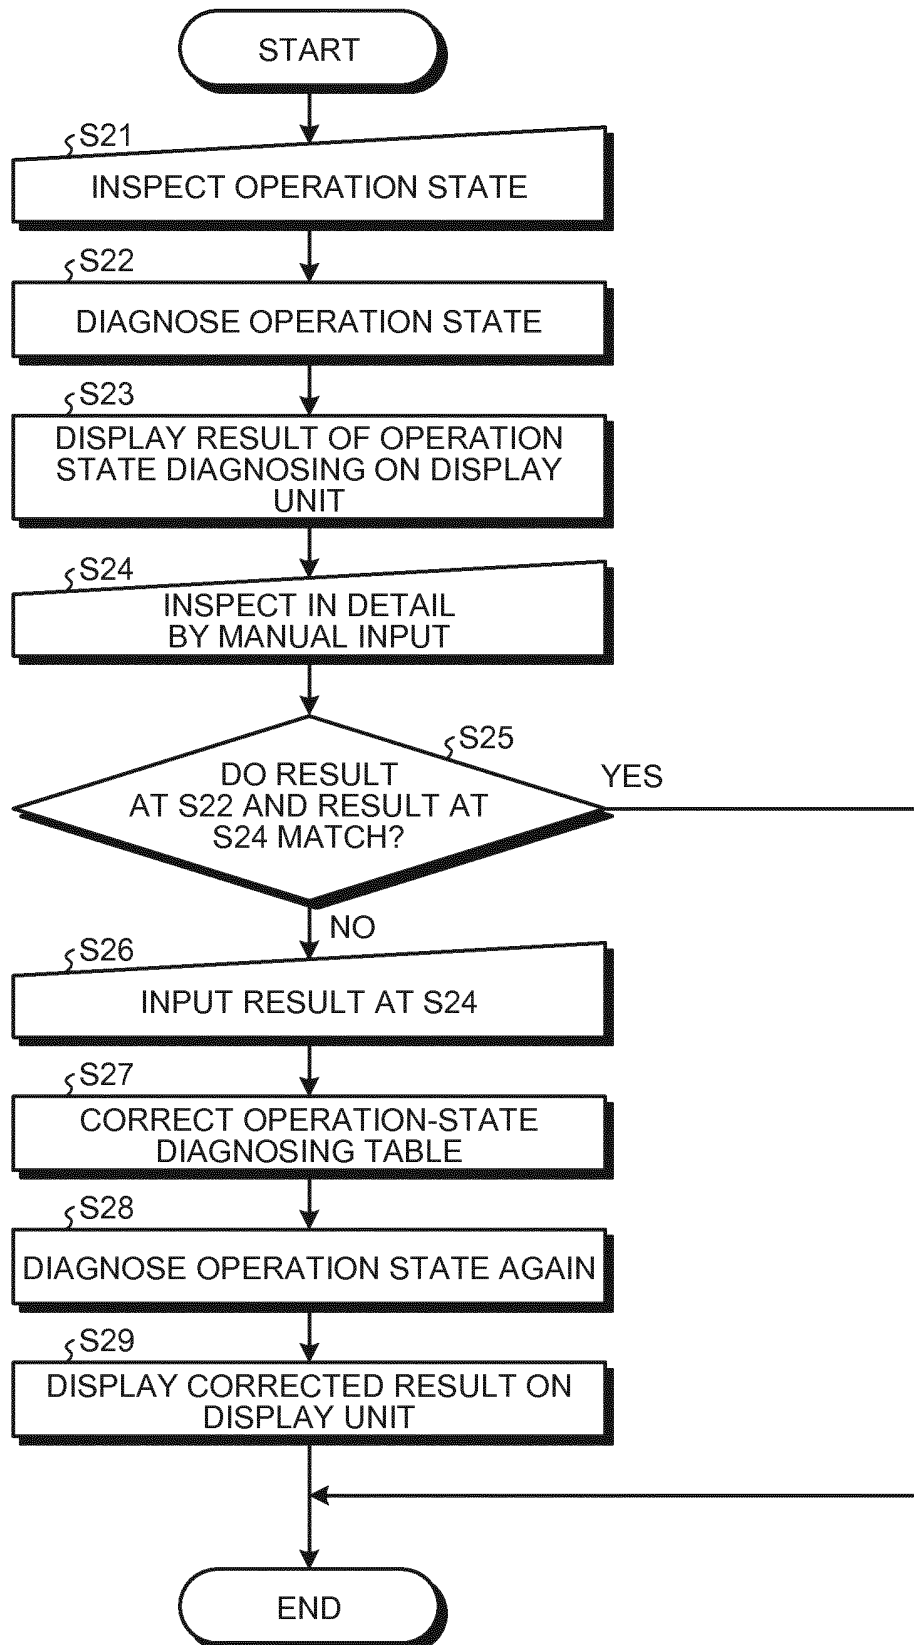 START
S21
INSPECT OPERATION STATE
S22
DIAGNOSE OPERATION STATE
S23
DISPLAY RESULT OF OPERATION
STATE DIAGNOSING ON DISPLAY
UNIT
S24
INSPECT IN DETAIL
BY MANUAL INPUT
S25
DO RESULT
AT S22 AND RESULT AT
S24 MATCH?
YES
NO
S26
INPUT RESULT AT S24
S27
CORRECT OPERATION-STATE
DIAGNOSING TABLE
S28
DIAGNOSE OPERATION STATE AGAIN
S29
DISPLAY CORRECTED RESULT ON
DISPLAY UNIT
END